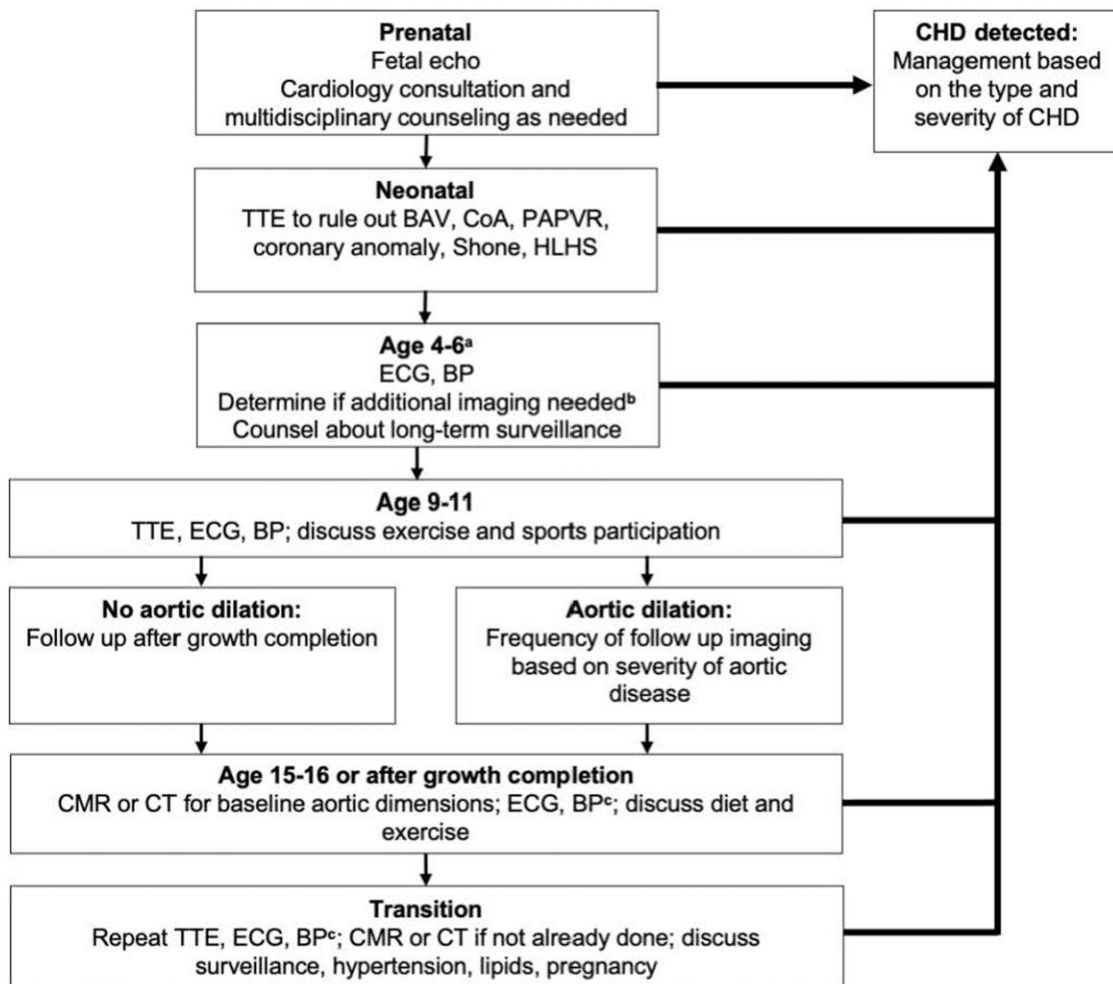 Prenatal
Fetal echo
Cardiology consultation and
multidisciplinary counseling as needed
CHD detected:
Management based
on the type and
severity of CHD
Neonatal
TTE to rule out BAV, CoA, PAPVR,
coronary anomaly, Shone, HLHS
Age 4-6ᵃ
ECG, BP
Determine if additional imaging neededᵇ
Counsel about long-term surveillance
Age 9-11
TTE, ECG, BP; discuss exercise and sports participation
No aortic dilation:
Follow up after growth completion
Aortic dilation:
Frequency of follow up imaging
based on severity of aortic
disease
Age 15-16 or after growth completion
CMR or CT for baseline aortic dimensions; ECG, BPᶜ; discuss diet and
exercise
Transition
Repeat TTE, ECG, BPᶜ; CMR or CT if not already done; discuss
surveillance, hypertension, lipids, pregnancy